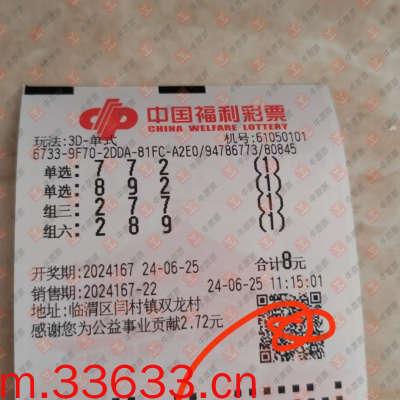 中国福利彩票
CHINA WELFARE LOTTERY
玩法:3D-单式 机号:61050101
6733-9F70-2DDA-81FC-A2E0/94786773/80845
单选: 7 7 2 (1)
单选: 8 9 2 (1)
组三: 2 7 7 (1)
组六: 2 8 9 (1)
开奖期:2024167 24-06-25 合计8元
销售期:2024167-22 24-06-25 11:15:01
地址:临渭区闫村镇双龙村
感谢您为公益事业贡献2.72元
m.33633.cn